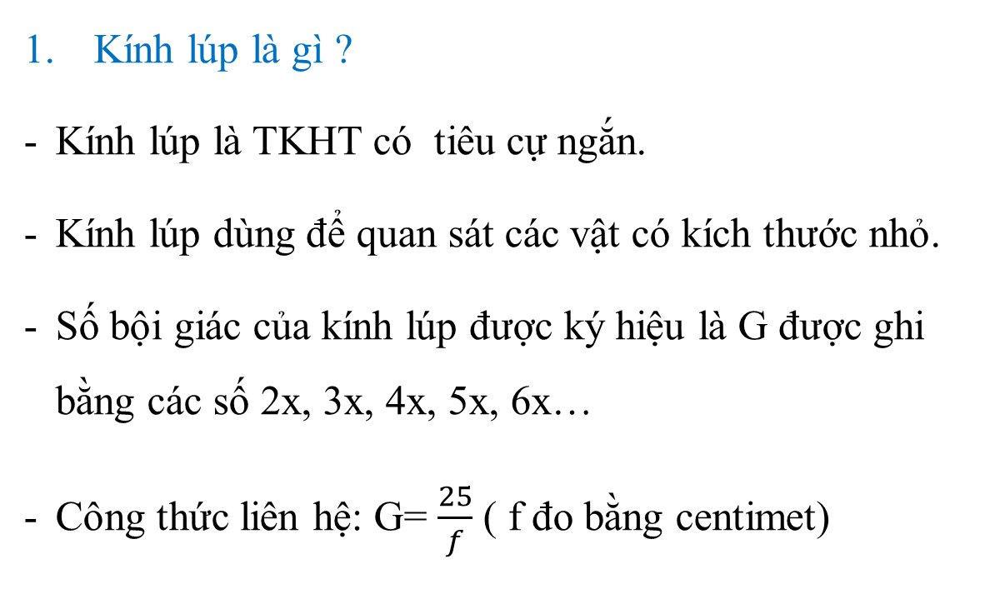 1. Kính lúp là gì ?
- Kính lúp là TKHT có tiêu cự ngắn.
- Kính lúp dùng để quan sát các vật có kích thước nhỏ.
- Số bội giác của kính lúp được ký hiệu là G được ghi
bằng các số 2x, 3x, 4x, 5x, 6x…
- Công thức liên hệ: G= 25/f ( f đo bằng centimet)